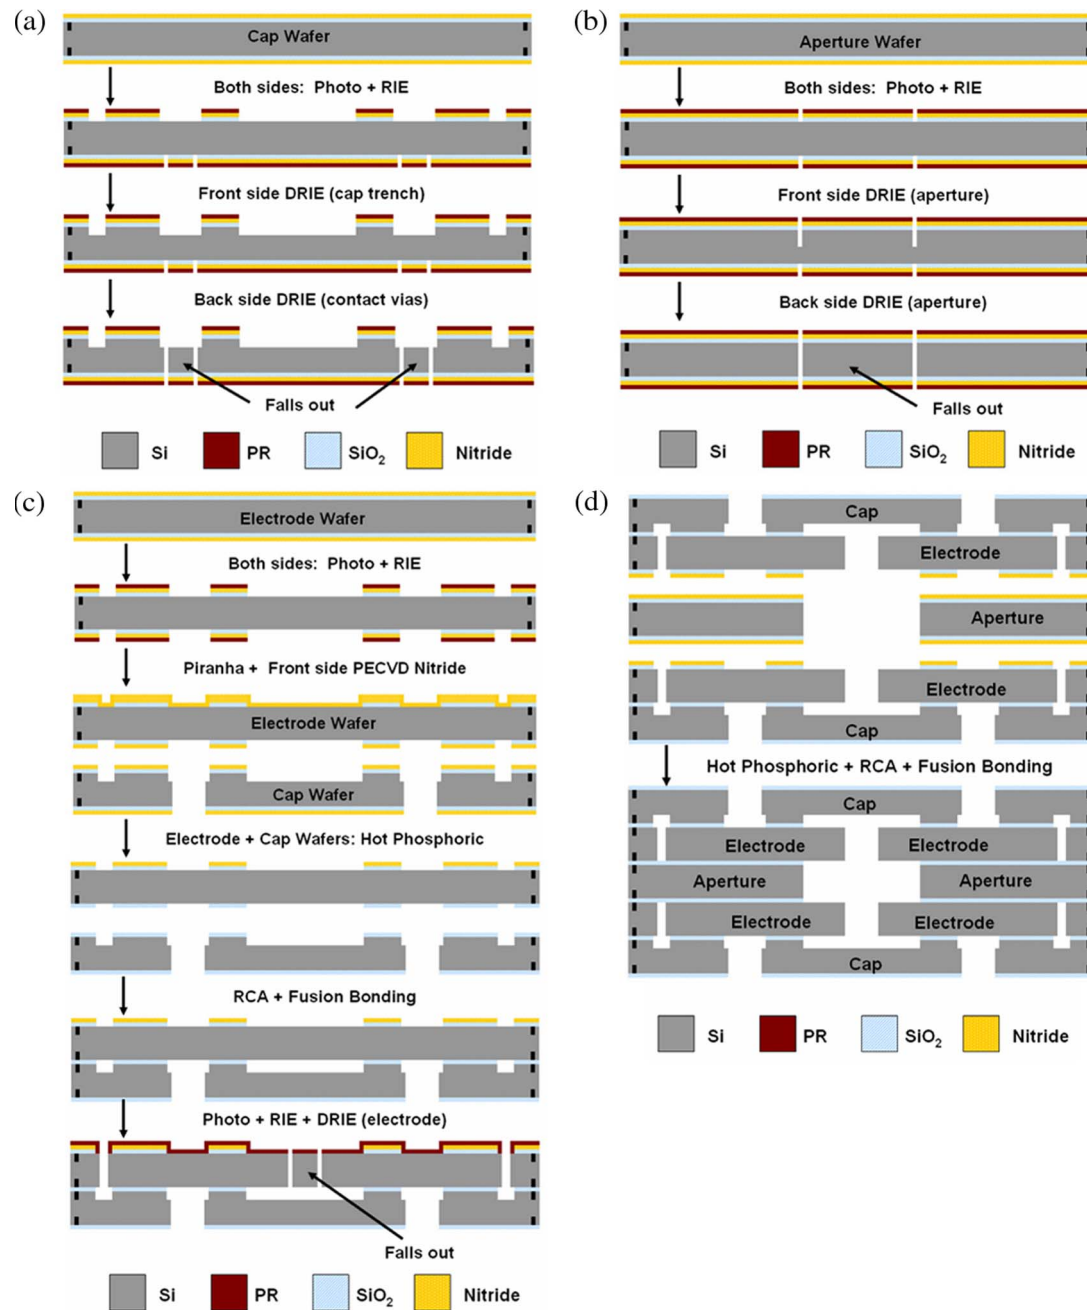 (a)
Cap Wafer
Both sides: Photo + RIE
Front side DRIE (cap trench)
Back side DRIE (contact vias)
Falls out
Si PR SiO₂ Nitride
(b)
Aperture Wafer
Both sides: Photo + RIE
Front side DRIE (aperture)
Back side DRIE (aperture)
Falls out
Si PR SiO₂ Nitride
(c)
Electrode Wafer
Both sides: Photo + RIE
Piranha + Front side PECVD Nitride
Electrode Wafer
Cap Wafer
Electrode + Cap Wafers: Hot Phosphoric
RCA + Fusion Bonding
Photo + RIE + DRIE (electrode)
Falls out
Si PR SiO₂ Nitride
(d)
Cap
Electrode
Aperture
Electrode
Cap
Hot Phosphoric + RCA + Fusion Bonding
Cap
Electrode Electrode
Aperture Aperture
Electrode Electrode
Cap
Si PR SiO₂ Nitride